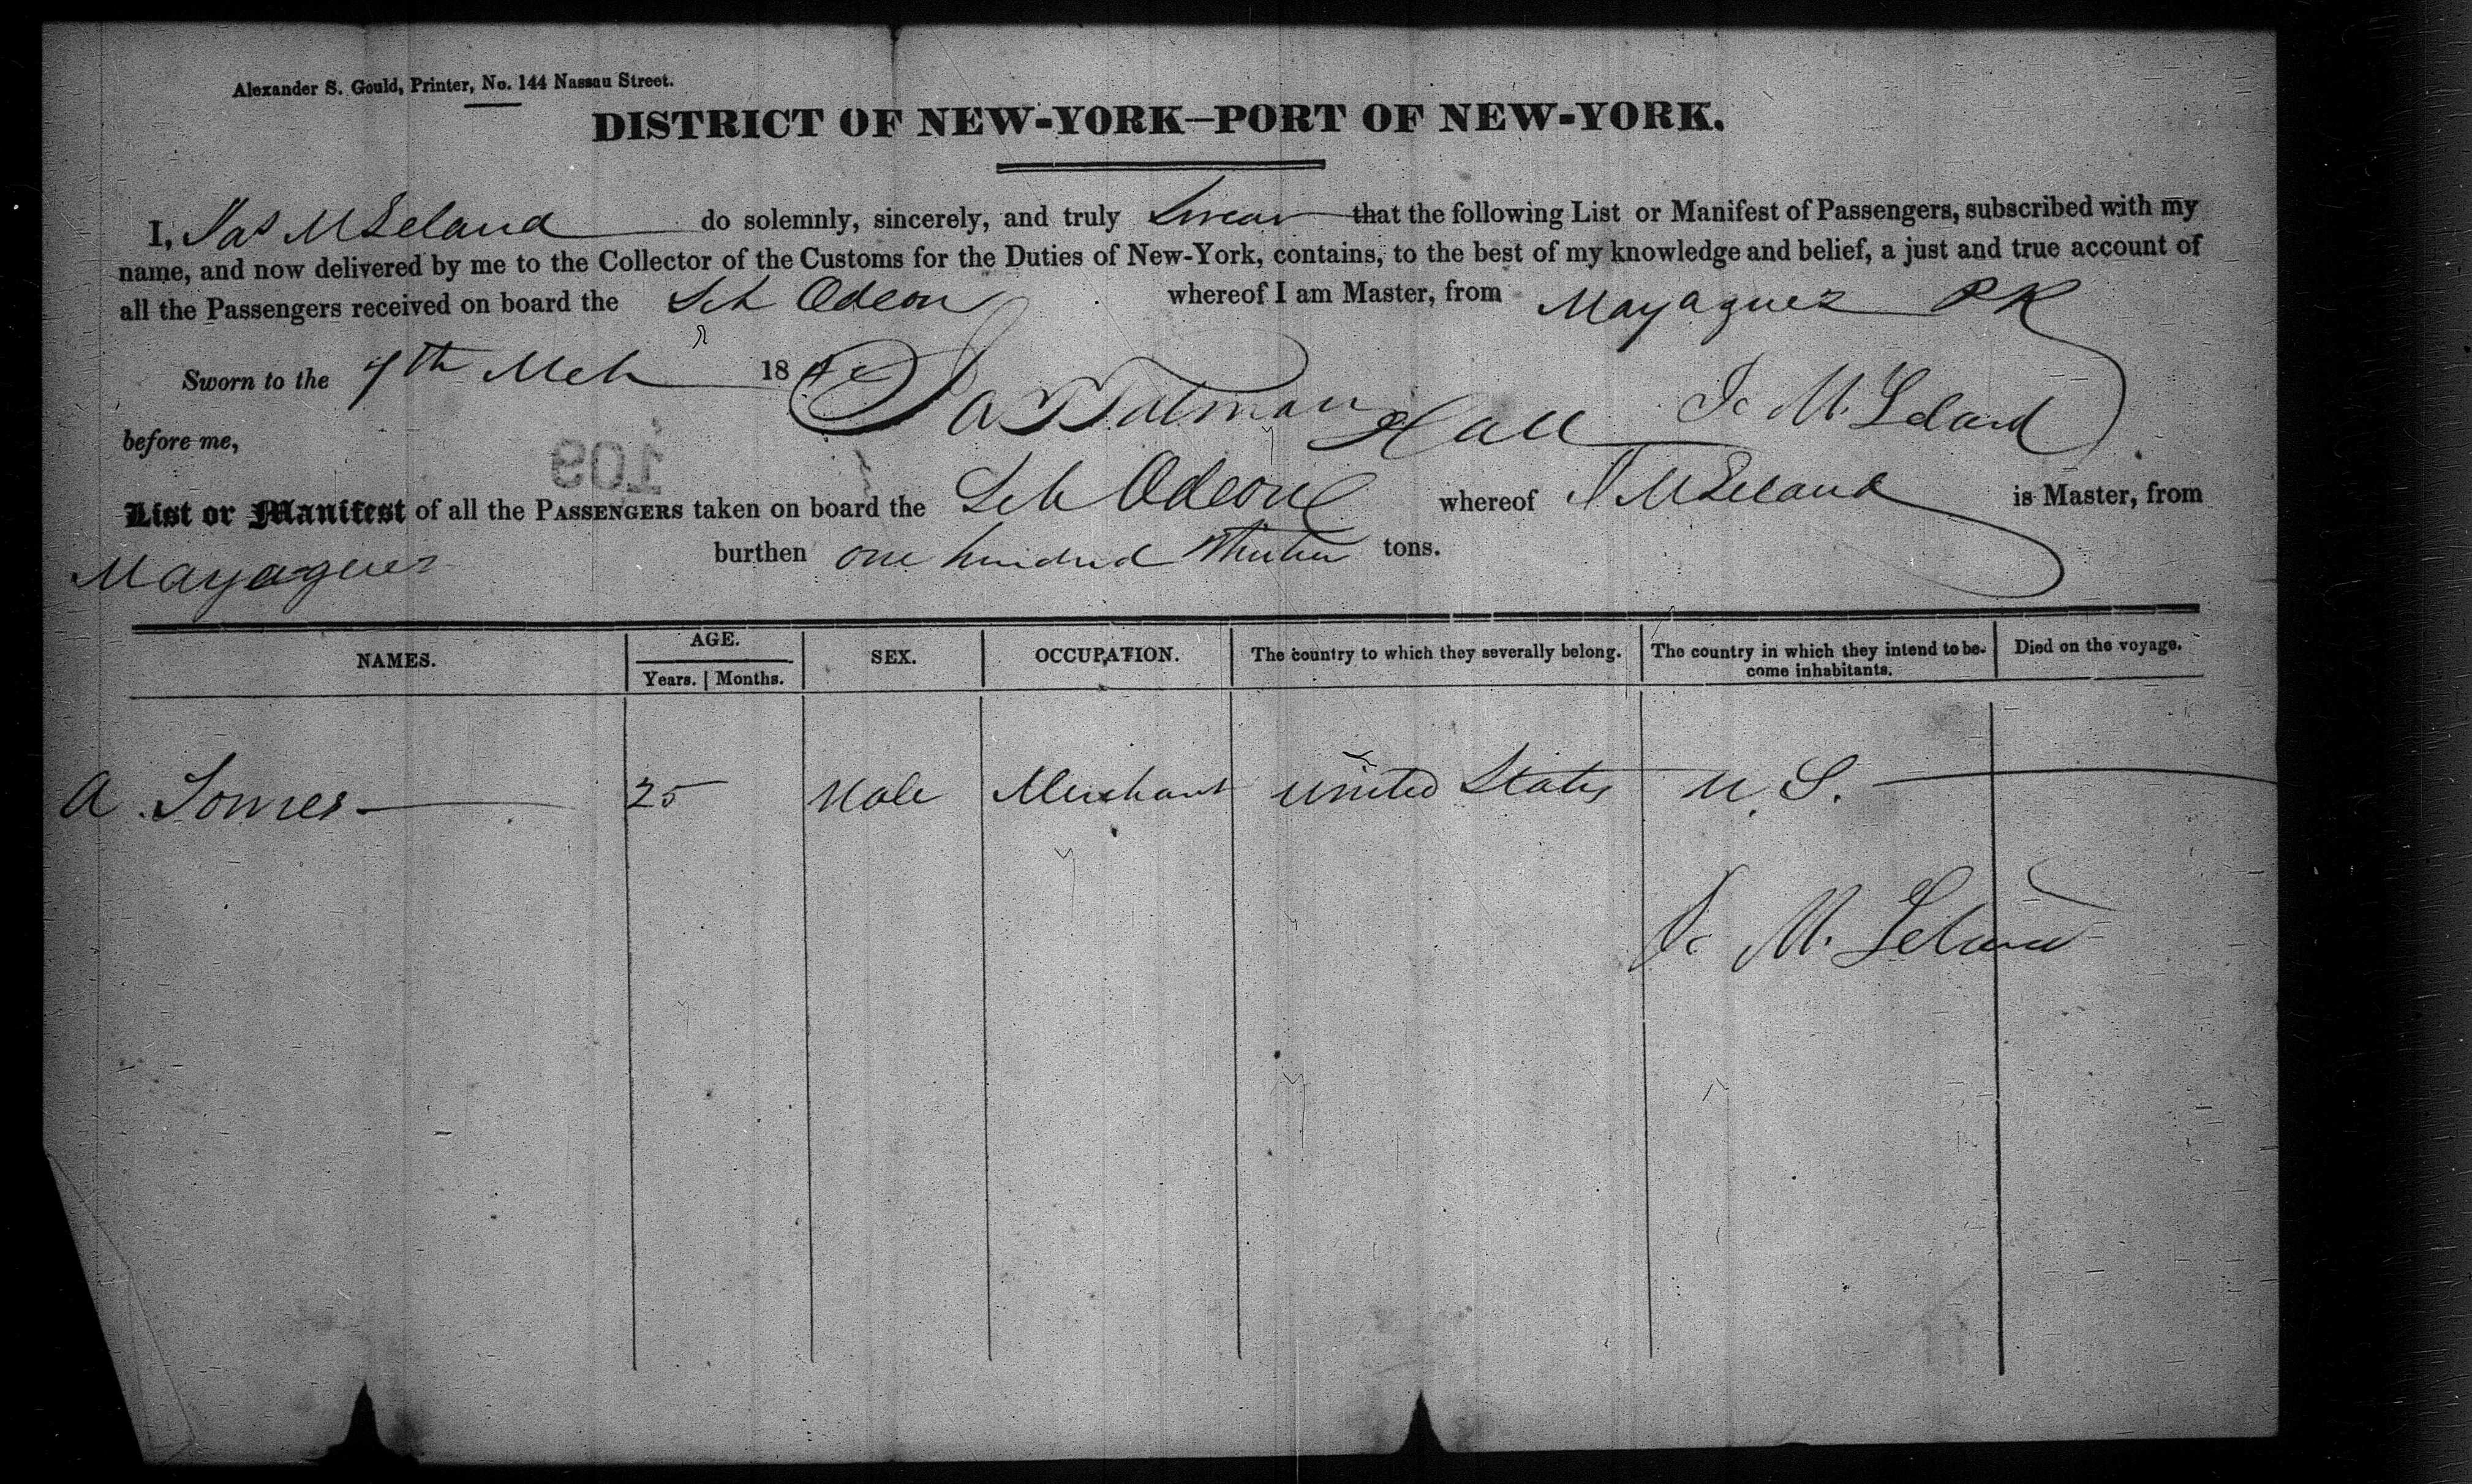 Alexander S. Gould, Printer, No. 144 Nassau Street.
DISTRICT OF NEW-YORK—PORT OF NEW-YORK.
I, Jas M Leland do solemnly, sincerely, and truly Swear that the following List or Manifest of Passengers, subscribed with my
name, and now delivered by me to the Collector of the Customs for the Duties of New-York, contains, to the best of my knowledge and belief, a just and true account of
all the Passengers received on board the Sch Odeon whereof I am Master, from Mayaguez PR
Sworn to the 7th Mch 18
before me, Hall Js M. Leland
109
List or Manifest of all the PASSENGERS taken on board the Sch Odeon whereof J M Leland is Master, from
Mayaguez burthen one hundred tons.
NAMES. AGE. SEX. OCCUPATION. The country to which they severally belong. The country in which they intend to be-come inhabitants. Died on the voyage.
Years. Months.
A. Somes 25 Male Merchant United States U. S.
Js M. Leland